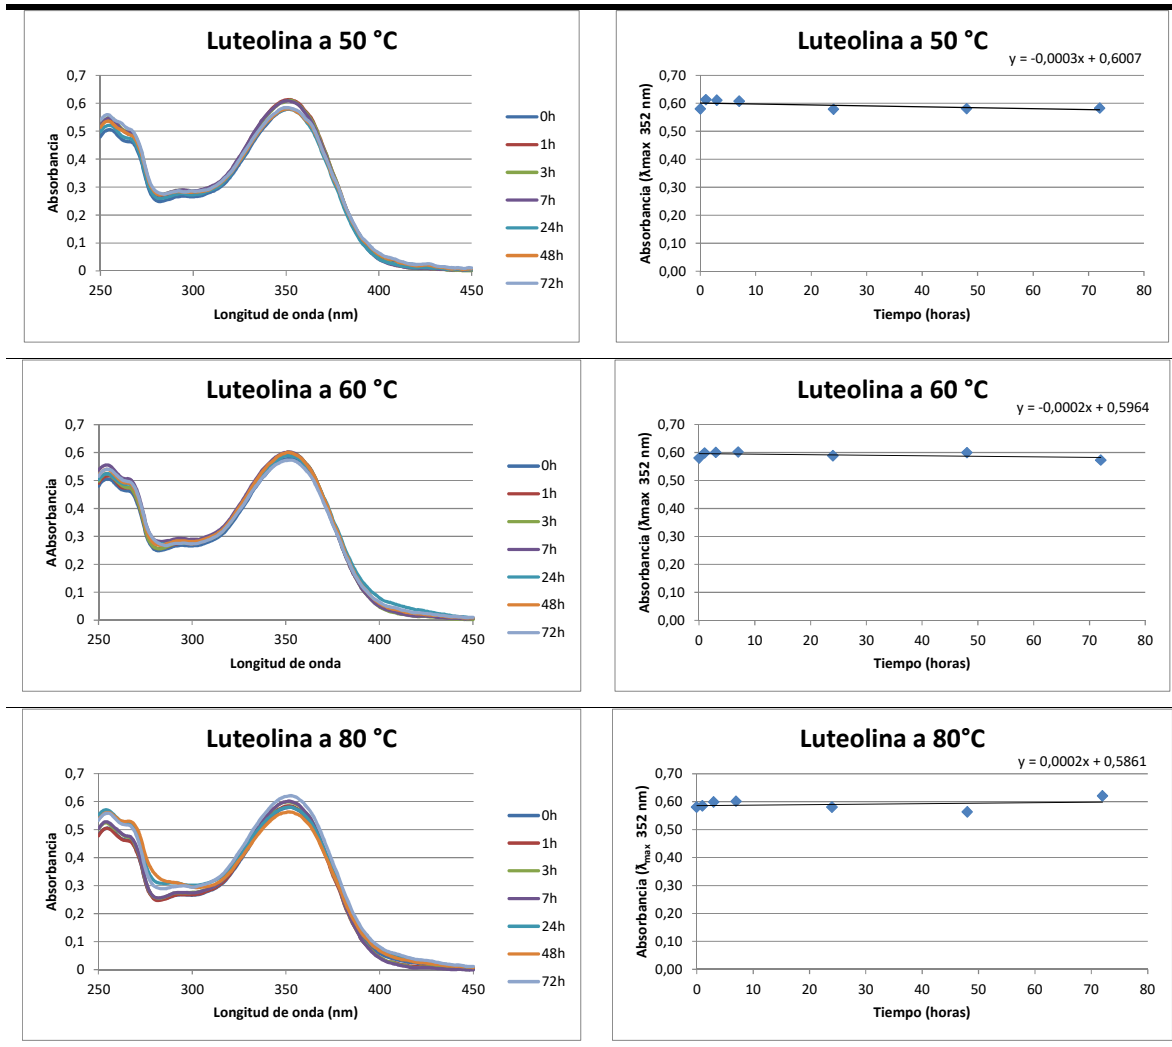 Luteolina a 50 °C
0,7
0,6
0,5
0,4
0,3
0,2
0,1
0
250
300
350
400
450
Absorbancia
Longitud de onda (nm)
0h
1h
3h
7h
24h
48h
72h
Luteolina a 50 °C
y = -0,0003x + 0,6007
0,70
0,60
0,50
0,40
0,30
0,20
0,10
0,00
0
10
20
30
40
50
60
70
80
Absorbancia (λmax 352 nm)
Tiempo (horas)
Luteolina a 60 °C
0,7
0,6
0,5
0,4
0,3
0,2
0,1
0
250
300
350
400
450
AAbsorbancia
Longitud de onda
0h
1h
3h
7h
24h
48h
72h
Luteolina a 60 °C
y = -0,0002x + 0,5964
0,70
0,60
0,50
0,40
0,30
0,20
0,10
0,00
0
10
20
30
40
50
60
70
80
Absorbancia (λmax 352 nm)
Tiempo (horas)
Luteolina a 80 °C
0,7
0,6
0,5
0,4
0,3
0,2
0,1
0
250
300
350
400
450
Absorbancia
Longitud de onda (nm)
0h
1h
3h
7h
24h
48h
72h
Luteolina a 80°C
y = 0,0002x + 0,5861
0,70
0,60
0,50
0,40
0,30
0,20
0,10
0,00
0
10
20
30
40
50
60
70
80
Absorbancia (λmax 352 nm)
Tiempo (horas)